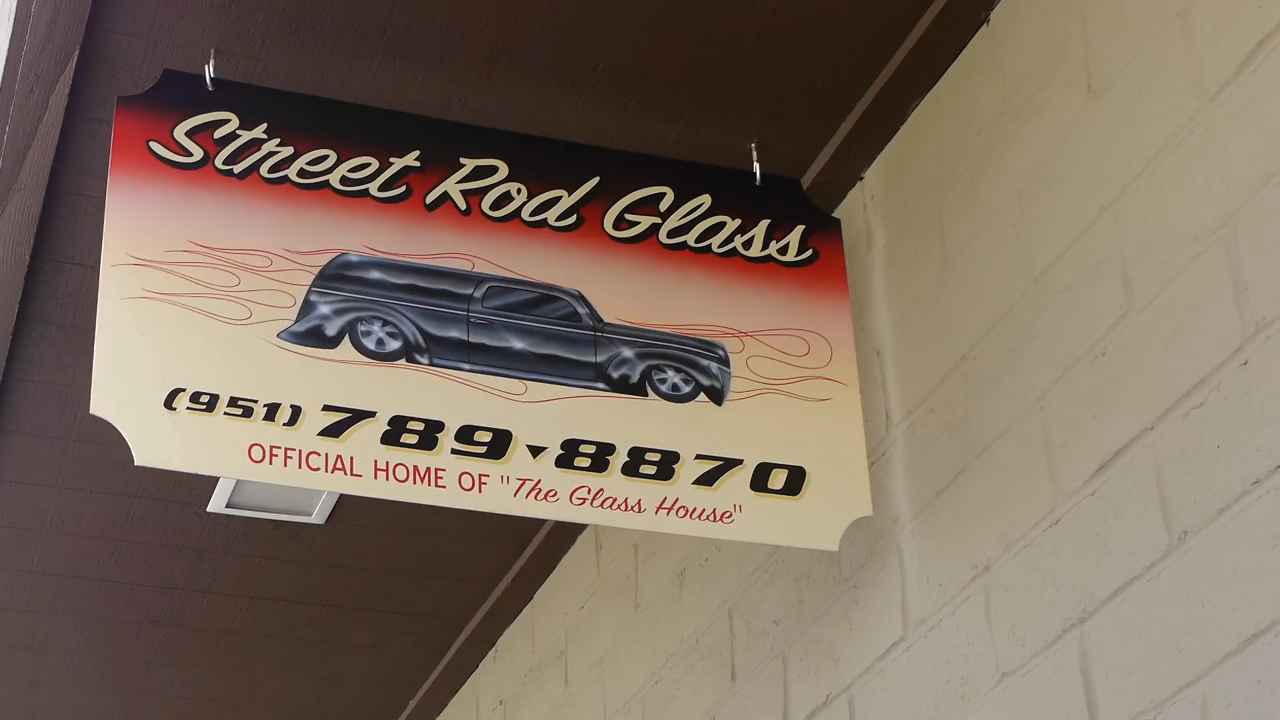 Street Rod Glass
(951) 789-8870
OFFICIAL HOME OF "The Glass House"